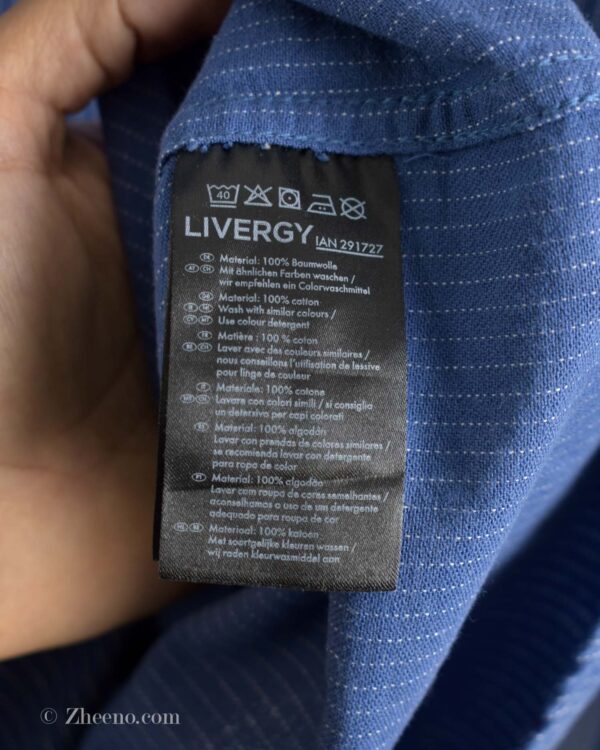 40
LIVERGY IAN 291727
Material: 100% Baumwolle
AT CH Mit ähnlichen Farben waschen /
wir empfehlen ein Colorwaschmittel
Material: 100% cotton
Wash with similar colours /
CY MT Use colour detergent
FR Matière : 100% coton
BE CH Laver avec des couleurs similaires /
nous conseillons l'utilisation de lessive
pour linge de couleur
IT Materiale: 100% cotone
MT CH Lavare con colori simili / si consiglia
un detersivo per capi colorati
ES Material: 100% algodón
Lavar con prendas de colores similares /
se recomienda lavar con detergente
para ropa de color
PT Material: 100% algodão
Lavar com roupa de cores semelhantes /
aconselhamos o uso de um detergente
adequado para roupa de cor
NL BE Materiaal: 100% katoen
Met soortgelijke kleuren wassen /
wij raden kleurwasmiddel aan
© Zheeno.com